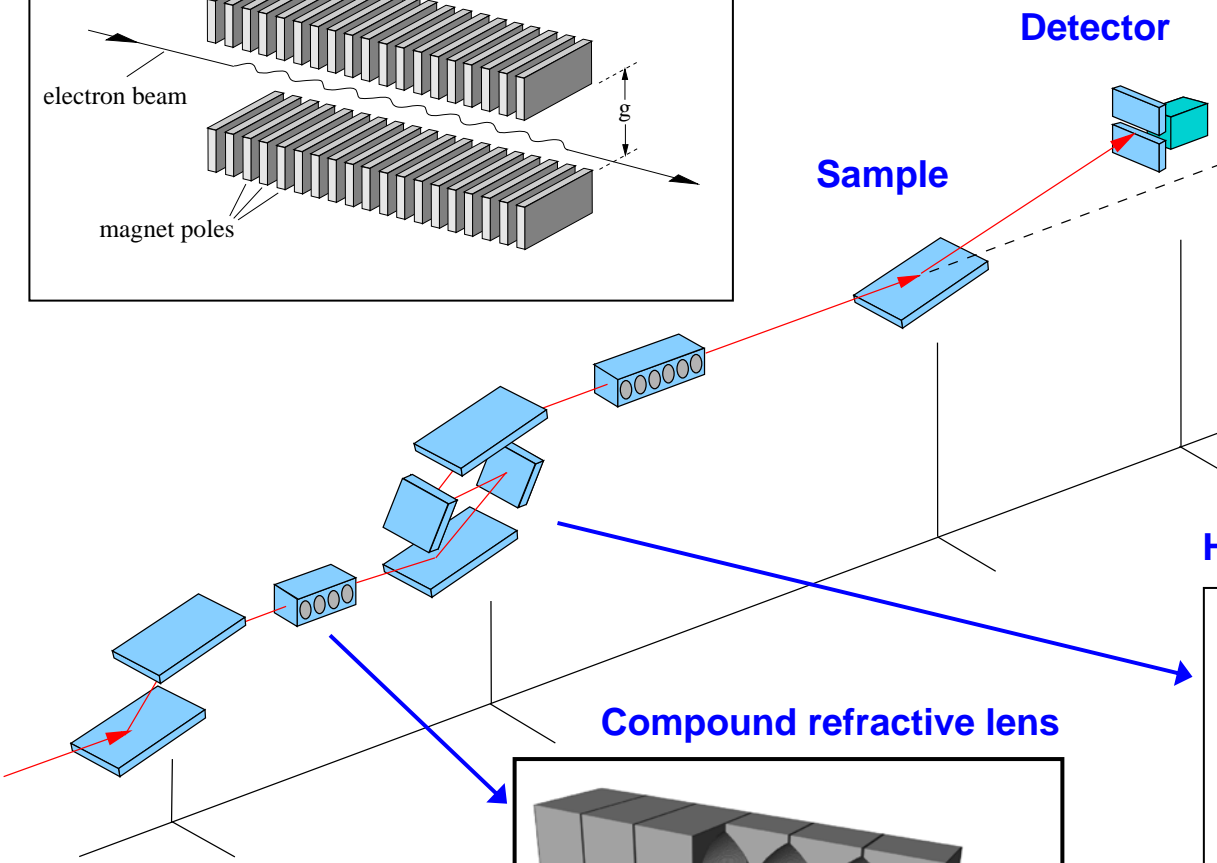 Detector
electron beam
g
Sample
magnet poles
H
Compound refractive lens